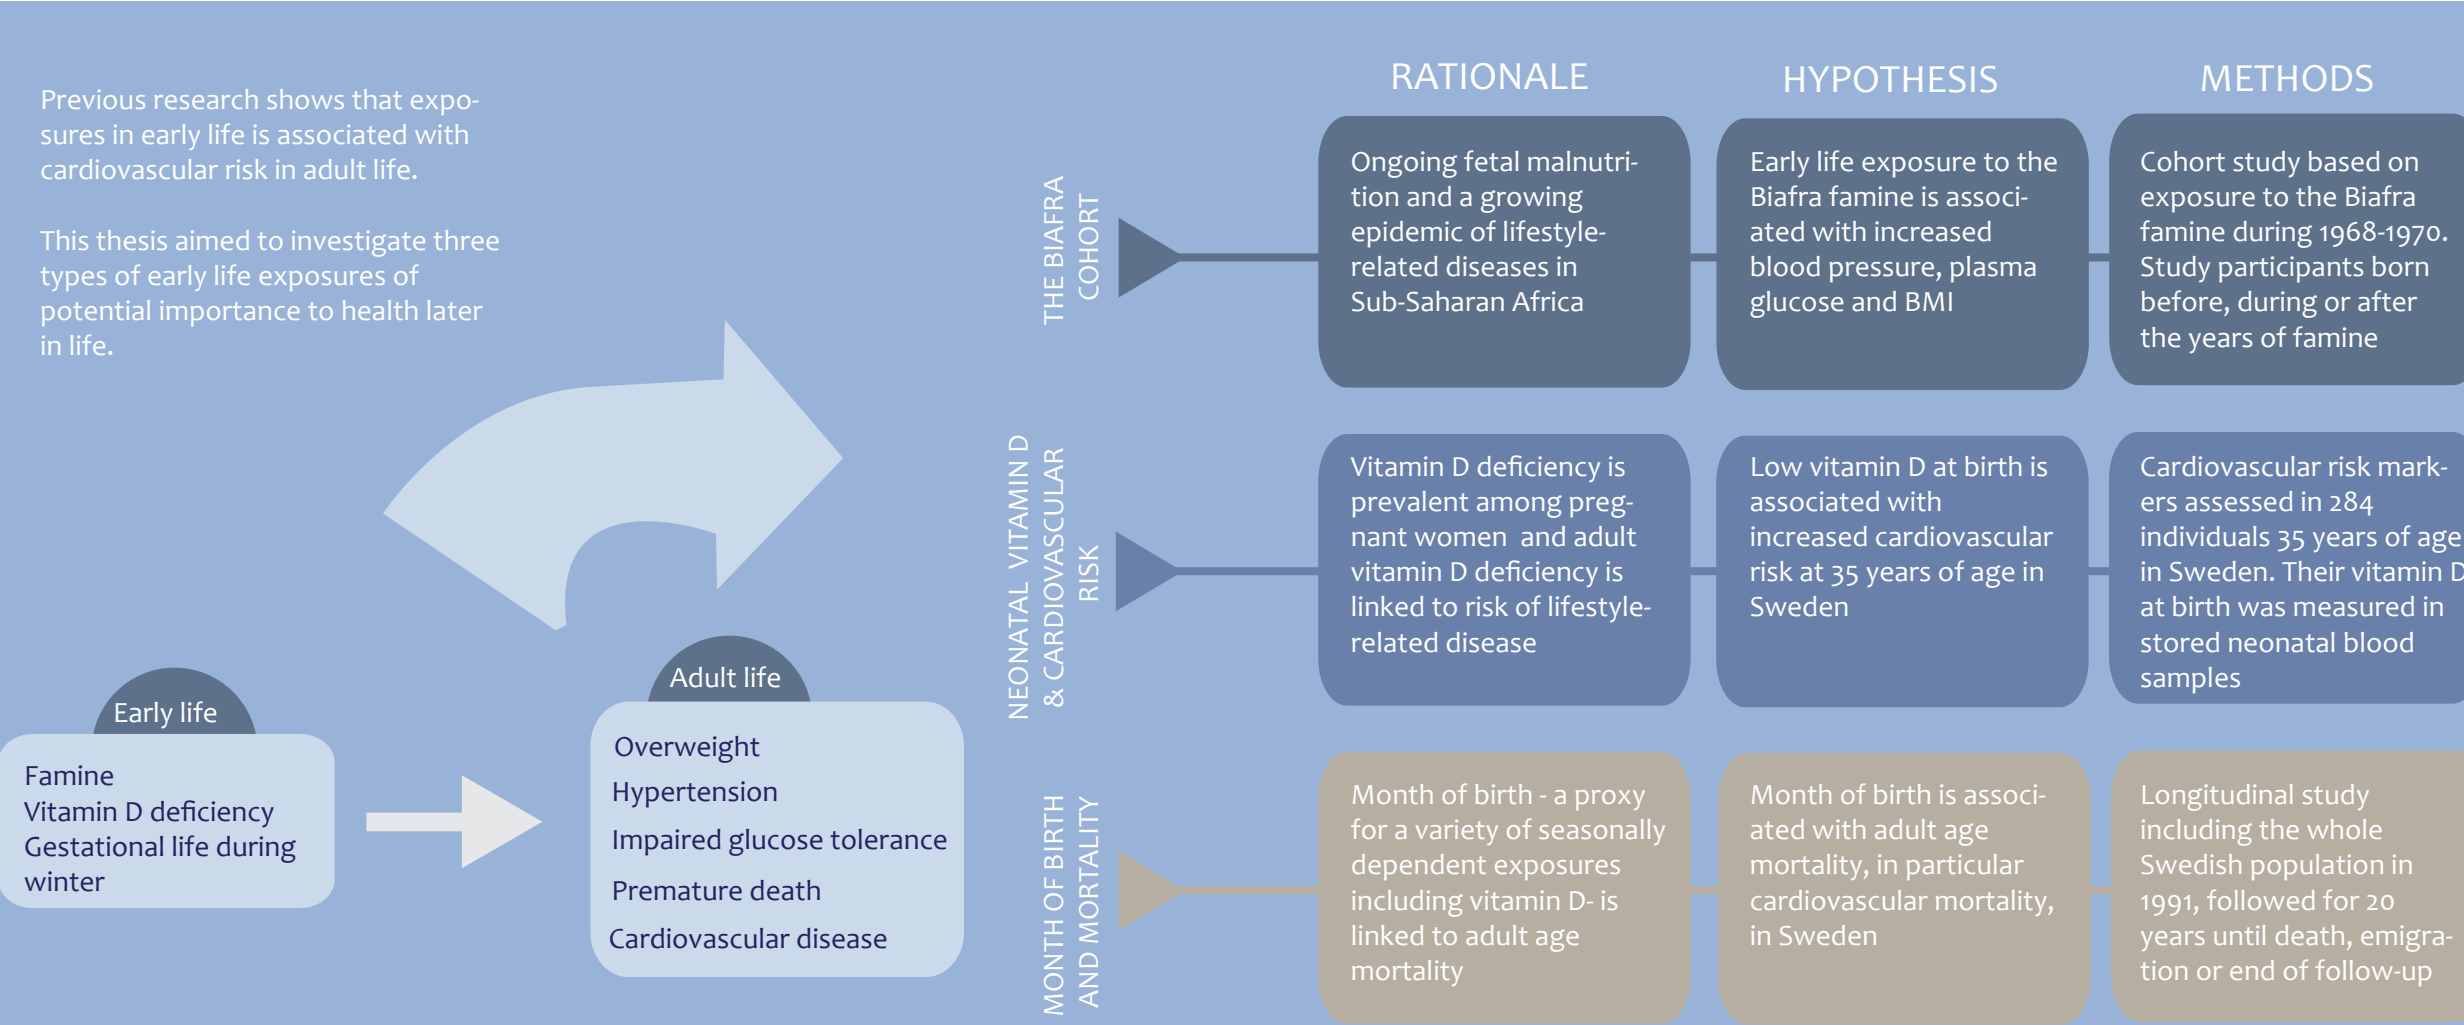 Previous research shows that expo-
sures in early life is associated with
cardiovascular risk in adult life.
This thesis aimed to investigate three
types of early life exposures of
potential importance to health later
in life.
Early life
Famine
Vitamin D deficiency
Gestational life during
winter
Adult life
Overweight
Hypertension
Impaired glucose tolerance
Premature death
Cardiovascular disease
RATIONALE
HYPOTHESIS
METHODS
THE BIAFRA
COHORT
Ongoing fetal malnutri-
tion and a growing
epidemic of lifestyle-
related diseases in
Sub-Saharan Africa
Early life exposure to the
Biafra famine is associ-
ated with increased
blood pressure, plasma
glucose and BMI
Cohort study based on
exposure to the Biafra
famine during 1968-1970.
Study participants born
before, during or after
the years of famine
NEONATAL VITAMIN D
& CARDIOVASCULAR
RISK
Vitamin D deficiency is
prevalent among preg-
nant women  and adult
vitamin D deficiency is
linked to risk of lifestyle-
related disease
Low vitamin D at birth is
associated with
increased cardiovascular
risk at 35 years of age in
Sweden
Cardiovascular risk mark-
ers assessed in 284
individuals 35 years of age
in Sweden. Their vitamin D
at birth was measured in
stored neonatal blood
samples
MONTH OF BIRTH
AND MORTALITY
Month of birth - a proxy
for a variety of seasonally
dependent exposures
including vitamin D- is
linked to adult age
mortality
Month of birth is associ-
ated with adult age
mortality, in particular
cardiovascular mortality,
in Sweden
Longitudinal study
including the whole
Swedish population in
1991, followed for 20
years until death, emigra-
tion or end of follow-up